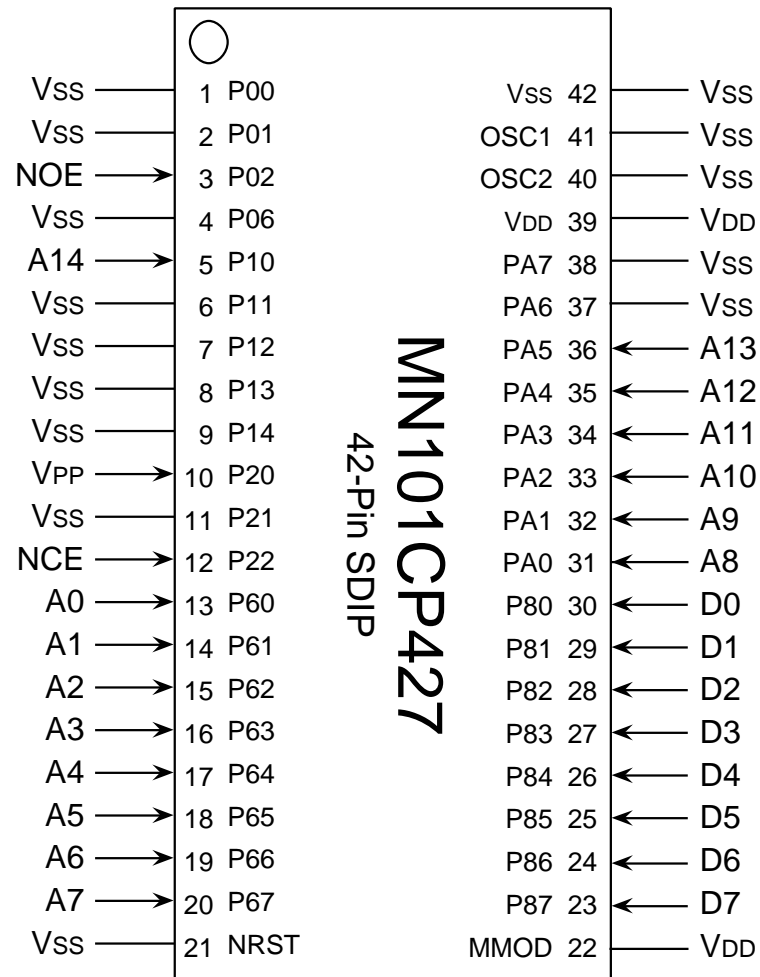 Vss 1 P00 Vss 42 Vss
Vss 2 P01 OSC1 41 Vss
NOE 3 P02 OSC2 40 Vss
Vss 4 P06 VDD 39 VDD
A14 5 P10 PA7 38 Vss
Vss 6 P11 PA6 37 Vss
Vss 7 P12 PA5 36 A13
Vss 8 P13 PA4 35 A12
Vss 9 P14 PA3 34 A11
VPP 10 P20 PA2 33 A10
Vss 11 P21 PA1 32 A9
NCE 12 P22 PA0 31 A8
A0 13 P60 P80 30 D0
A1 14 P61 P81 29 D1
A2 15 P62 P82 28 D2
A3 16 P63 P83 27 D3
A4 17 P64 P84 26 D4
A5 18 P65 P85 25 D5
A6 19 P66 P86 24 D6
A7 20 P67 P87 23 D7
Vss 21 NRST MMOD 22 VDD
MN101CP427
42-Pin SDIP